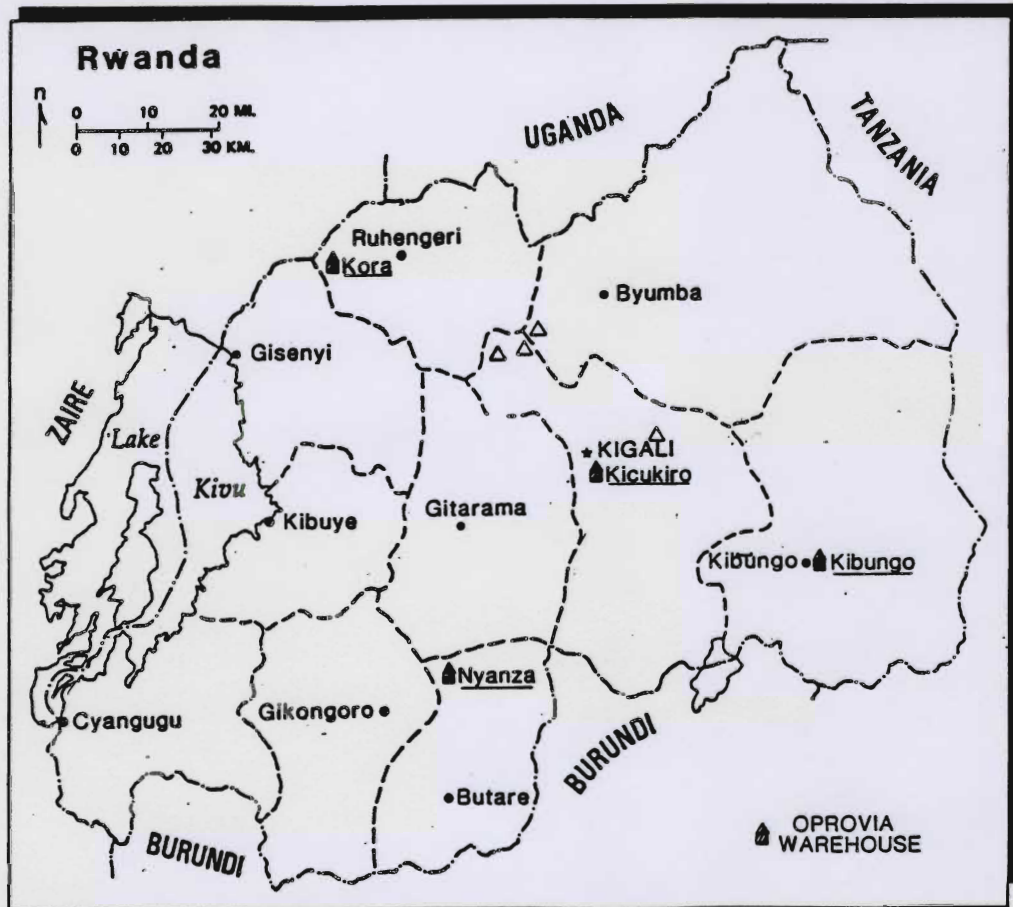 Rwanda
n
0 10 20 MI.
0 10 20 30 KM.
UGANDA
TANZANIA
Ruhengeri
Kora
Byumba
Gisenyi
ZAIRE
Lake
Kivu
KIGALI
Kicukiro
Kibuye
Gitarama
Kibungo
Kibungo
Nyanza
Cyangugu
Gikongoro
BURUNDI
Butare
BURUNDI
OPROVIA
WAREHOUSE